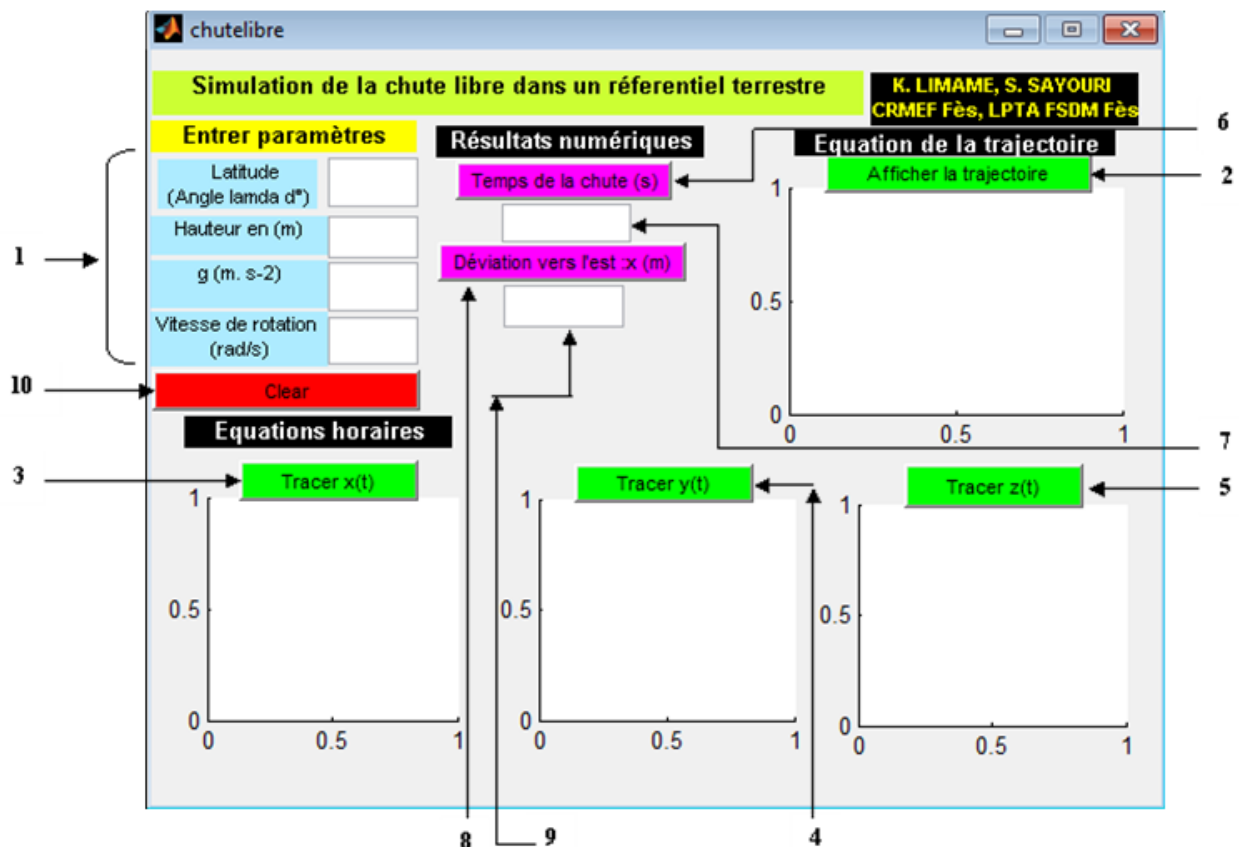 chutelibre
Simulation de la chute libre dans un réferentiel terrestre
K. LIMAME, S. SAYOURI
CRMEF Fès, LPTA FSDM Fès
Entrer paramètres
Résultats numériques
Equation de la trajectoire
6
Latitude
(Angle lamda d°)
Temps de la chute (s)
Afficher la trajectoire
2
1
Hauteur en (m)
1
Déviation vers l'est :x (m)
g (m. s-2)
0.5
Vitesse de rotation
(rad/s)
10
Clear
0
0
0.5
1
Equations horaires
7
3
Tracer x(t)
Tracer y(t)
Tracer z(t)
5
1
0.5
0
0
0.5
1
1
0.5
0
0
0.5
1
1
0.5
0
0
0.5
1
8
9
4